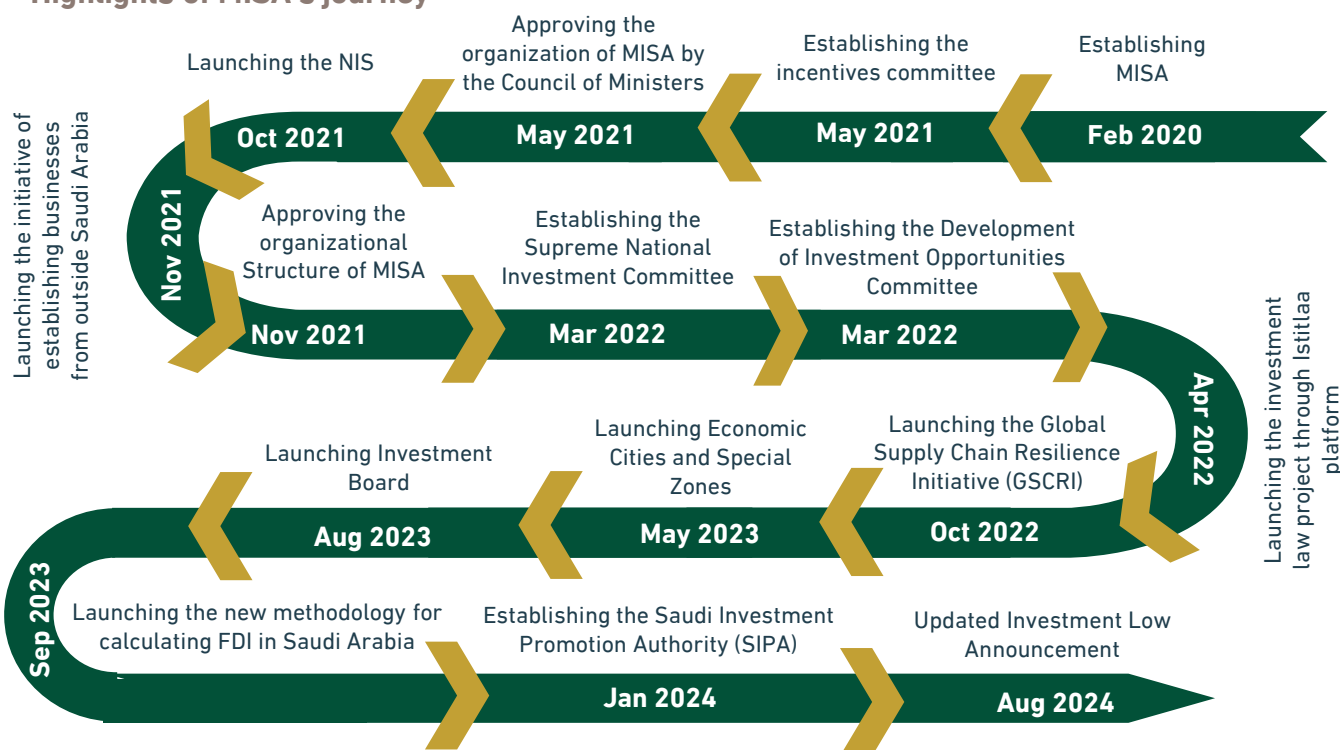 Highlights of MISA's journey
Establishing
MISA
Feb 2020
Establishing the
incentives committee
May 2021
Approving the
organization of MISA by
the Council of Ministers
May 2021
Launching the NIS
Oct 2021
Launching the initiative of
establishing businesses
from outside Saudi Arabia
Nov 2021
Approving the
organizational
Structure of MISA
Nov 2021
Establishing the
Supreme National
Investment Committee
Mar 2022
Establishing the Development
of Investment Opportunities
Committee
Mar 2022
Launching the investment
law project through Istitlaa
platform
Apr 2022
Launching the Global
Supply Chain Resilience
Initiative (GSCRI)
Oct 2022
Launching Economic
Cities and Special
Zones
May 2023
Launching Investment
Board
Aug 2023
Launching the new methodology for
calculating FDI in Saudi Arabia
Sep 2023
Establishing the Saudi Investment
Promotion Authority (SIPA)
Jan 2024
Updated Investment Low
Announcement
Aug 2024